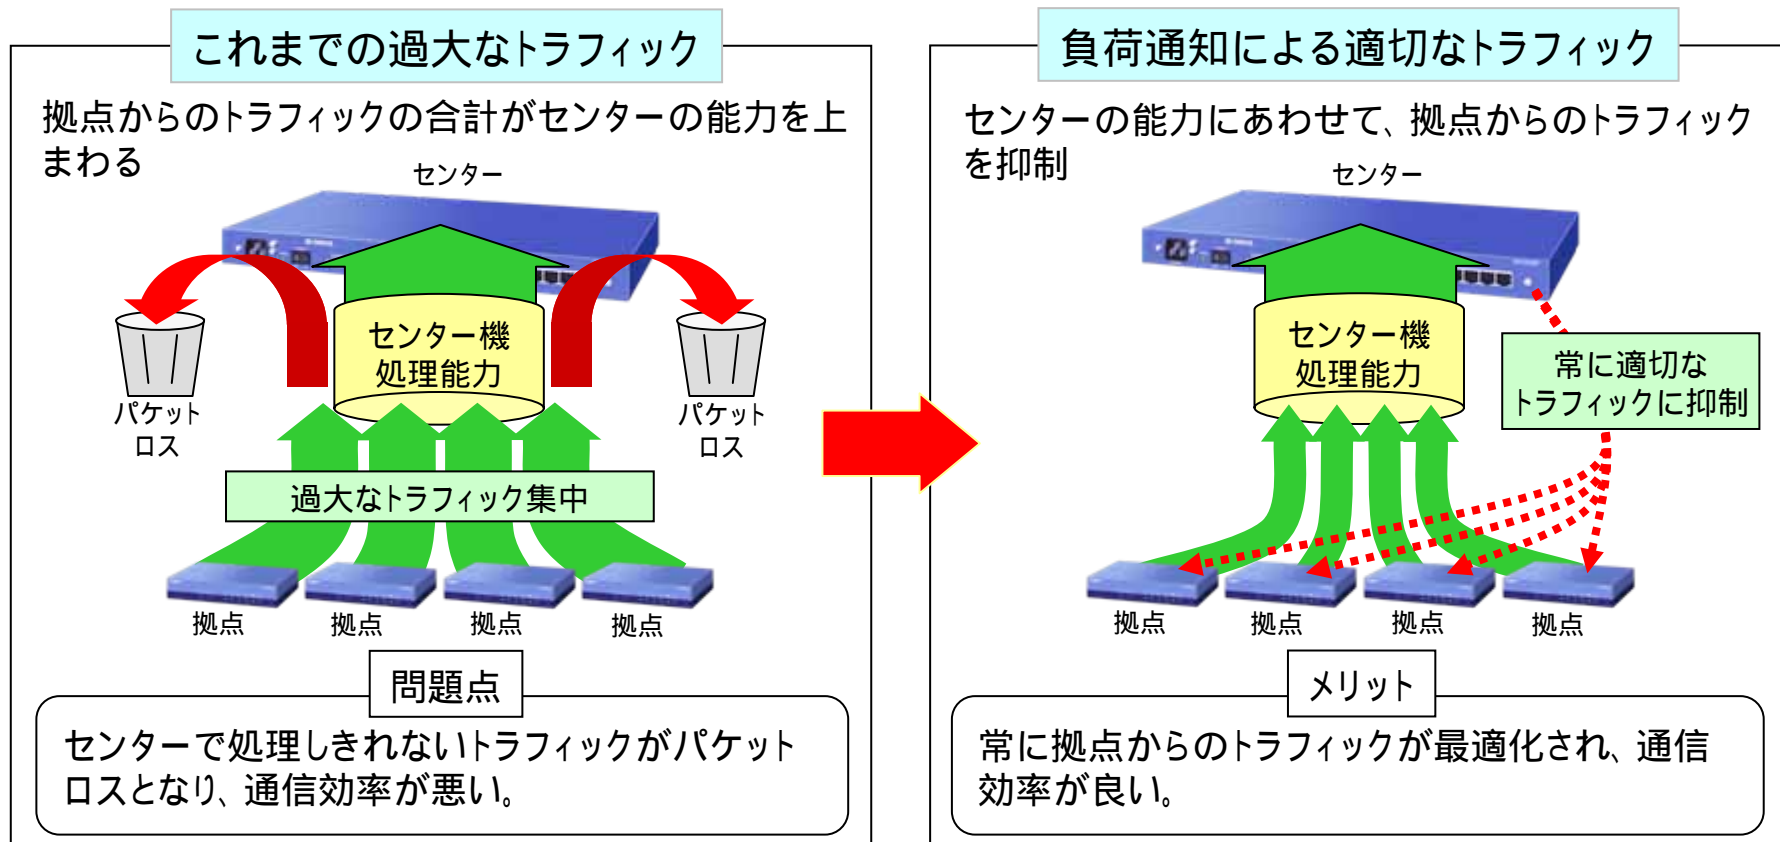 これまでの過大なトラフィック
拠点からのトラフィックの合計がセンターの能力を上
まわる
センター
センター機
処理能力
パケット
ロス
パケット
ロス
過大なトラフィック集中
拠点
拠点
拠点
拠点
問題点
センターで処理しきれないトラフィックがパケット
ロスとなり、通信効率が悪い。
負荷通知による適切なトラフィック
センターの能力にあわせて、拠点からのトラフィック
を抑制
センター
センター機
処理能力
常に適切な
トラフィックに抑制
拠点
拠点
拠点
拠点
メリット
常に拠点からのトラフィックが最適化され、通信
効率が良い。